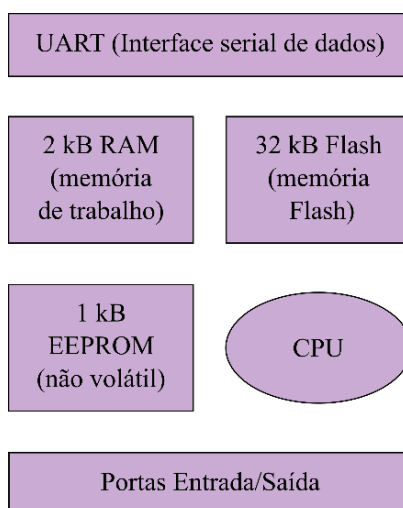 UART (Interface serial de dados)
2 kB RAM
(memória
de trabalho)
32 kB Flash
(memória
Flash)
1 kB
EEPROM
(não volátil)
CPU
Portas Entrada/Saída